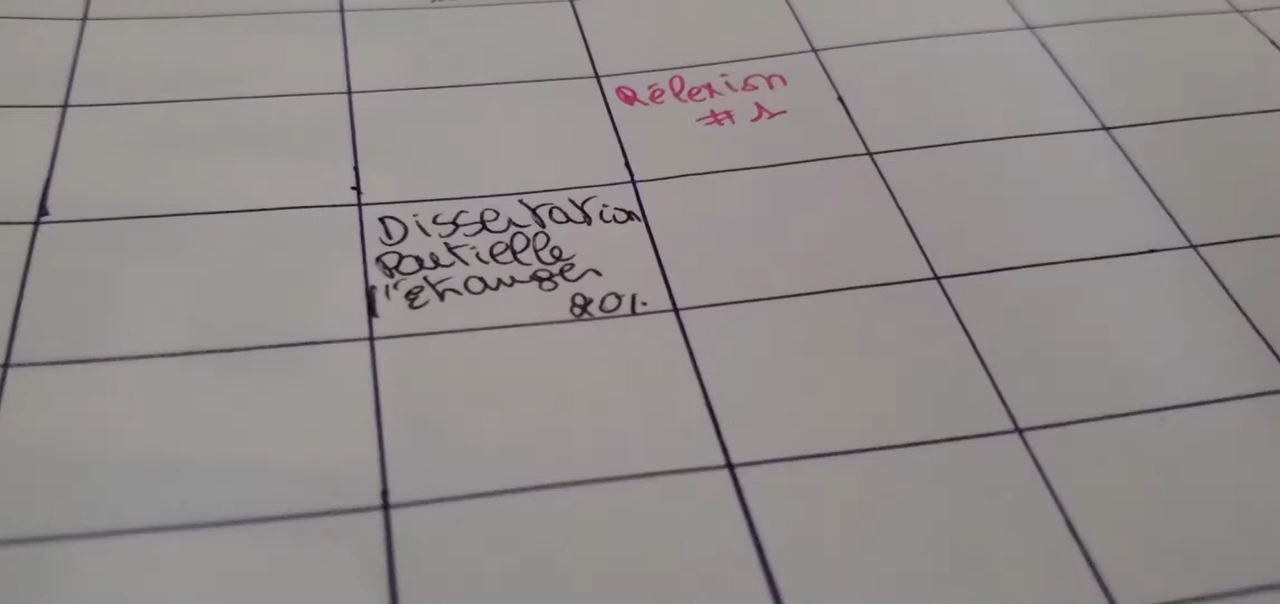 Réflexion
# 1
Dissertation
Partielle
l'étranger
20%